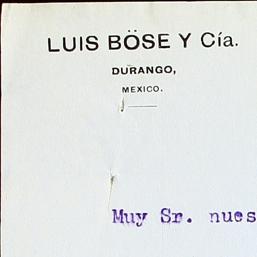 LUIS BÖSE Y Cía.
DURANGO,
MEXICO.
Muy Sr. nues